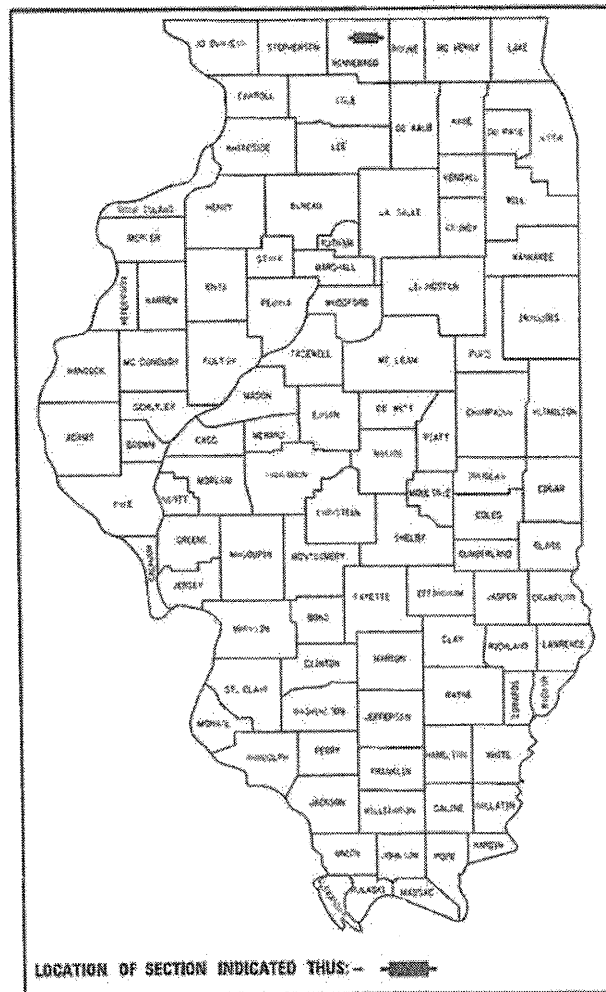 JO DAVIESS STEPHENSON WINNEBAGO BOONE MC HENRY LAKE
CARROLL OGLE DE KALB KANE DU PAGE COOK
WHITESIDE LEE KENDALL
ROCK ISLAND HENRY BUREAU LA SALLE GRUNDY WILL
MERCER PUTNAM KANKAKEE
STARK MARSHALL LIVINGSTON
HENDERSON WARREN KNOX PEORIA WOODFORD IROQUOIS
TAZEWELL MC LEAN FORD
HANCOCK MC DONOUGH FULTON
SCHUYLER MASON LOGAN DE WITT CHAMPAIGN VERMILION
ADAMS BROWN CASS MENARD MACON PIATT
PIKE SCOTT MORGAN SANGAMON MOULTRIE DOUGLAS EDGAR
GREENE CHRISTIAN COLES
CALHOUN MACOUPIN MONTGOMERY SHELBY CUMBERLAND CLARK
JERSEY FAYETTE EFFINGHAM JASPER CRAWFORD
MADISON BOND
CLINTON MARION CLAY RICHLAND LAWRENCE
ST. CLAIR WASHINGTON JEFFERSON WAYNE EDWARDS WABASH
MONROE
RANDOLPH PERRY FRANKLIN HAMILTON WHITE
JACKSON WILLIAMSON SALINE GALLATIN
UNION JOHNSON POPE HARDIN
ALEXANDER PULASKI MASSAC
LOCATION OF SECTION INDICATED THUS: -